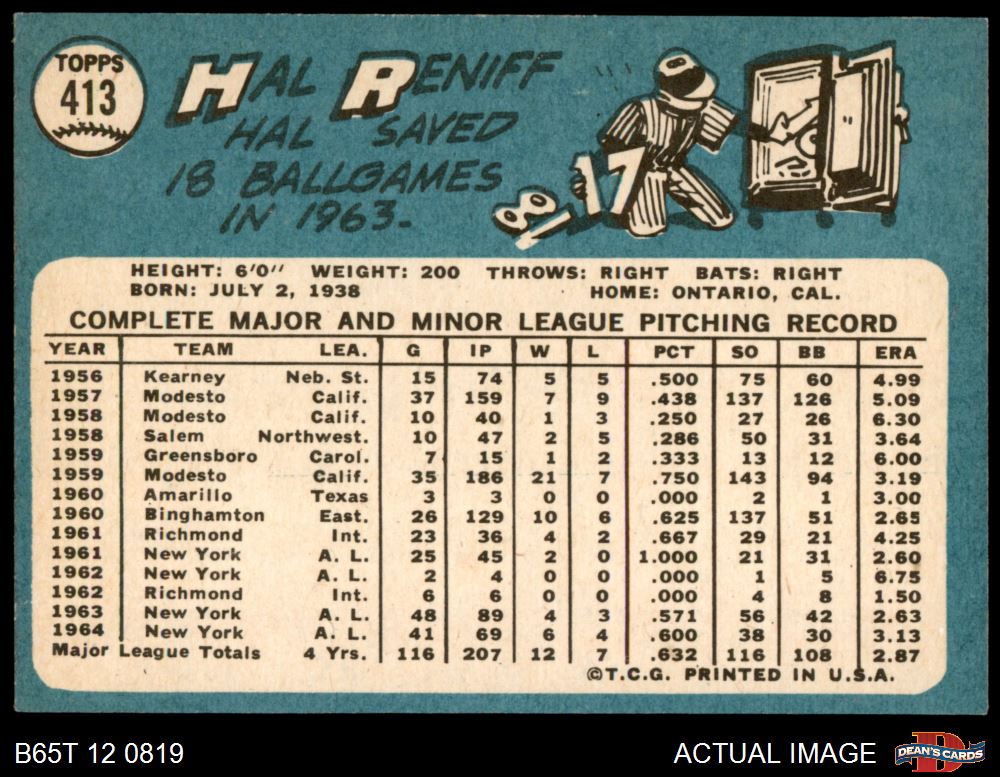 TOPPS
413
HAL RENIFF
HAL SAVED
18 BALLGAMES
IN 1963.
8
18
17
HEIGHT: 6'0" WEIGHT: 200 THROWS: RIGHT BATS: RIGHT
BORN: JULY 2, 1938 HOME: ONTARIO, CAL.
COMPLETE MAJOR AND MINOR LEAGUE PITCHING RECORD
YEAR TEAM LEA. G IP W L PCT SO BB ERA
1956 Kearney Neb. St. 15 74 5 5 .500 75 60 4.99
1957 Modesto Calif. 37 159 7 9 .438 137 126 5.09
1958 Modesto Calif. 10 40 1 3 .250 27 26 6.30
1958 Salem Northwest. 10 47 2 5 .286 50 31 3.64
1959 Greensboro Carol. 7 15 1 2 .333 13 12 6.00
1959 Modesto Calif. 35 186 21 7 .750 143 94 3.19
1960 Amarillo Texas 3 3 0 0 .000 2 1 3.00
1960 Binghamton East. 26 129 10 6 .625 137 51 2.65
1961 Richmond Int. 23 36 4 2 .667 29 21 4.25
1961 New York A. L. 25 45 2 0 1.000 21 31 2.60
1962 New York A. L. 2 4 0 0 .000 1 5 6.75
1962 Richmond Int. 6 6 0 0 .000 4 8 1.50
1963 New York A. L. 48 89 4 3 .571 56 42 2.63
1964 New York A. L. 41 69 6 4 .600 38 30 3.13
Major League Totals 4 Yrs. 116 207 12 7 .632 116 108 2.87
©T.C.G. PRINTED IN U.S.A.
B65T 12 0819 ACTUAL IMAGE DEAN'S CARDS